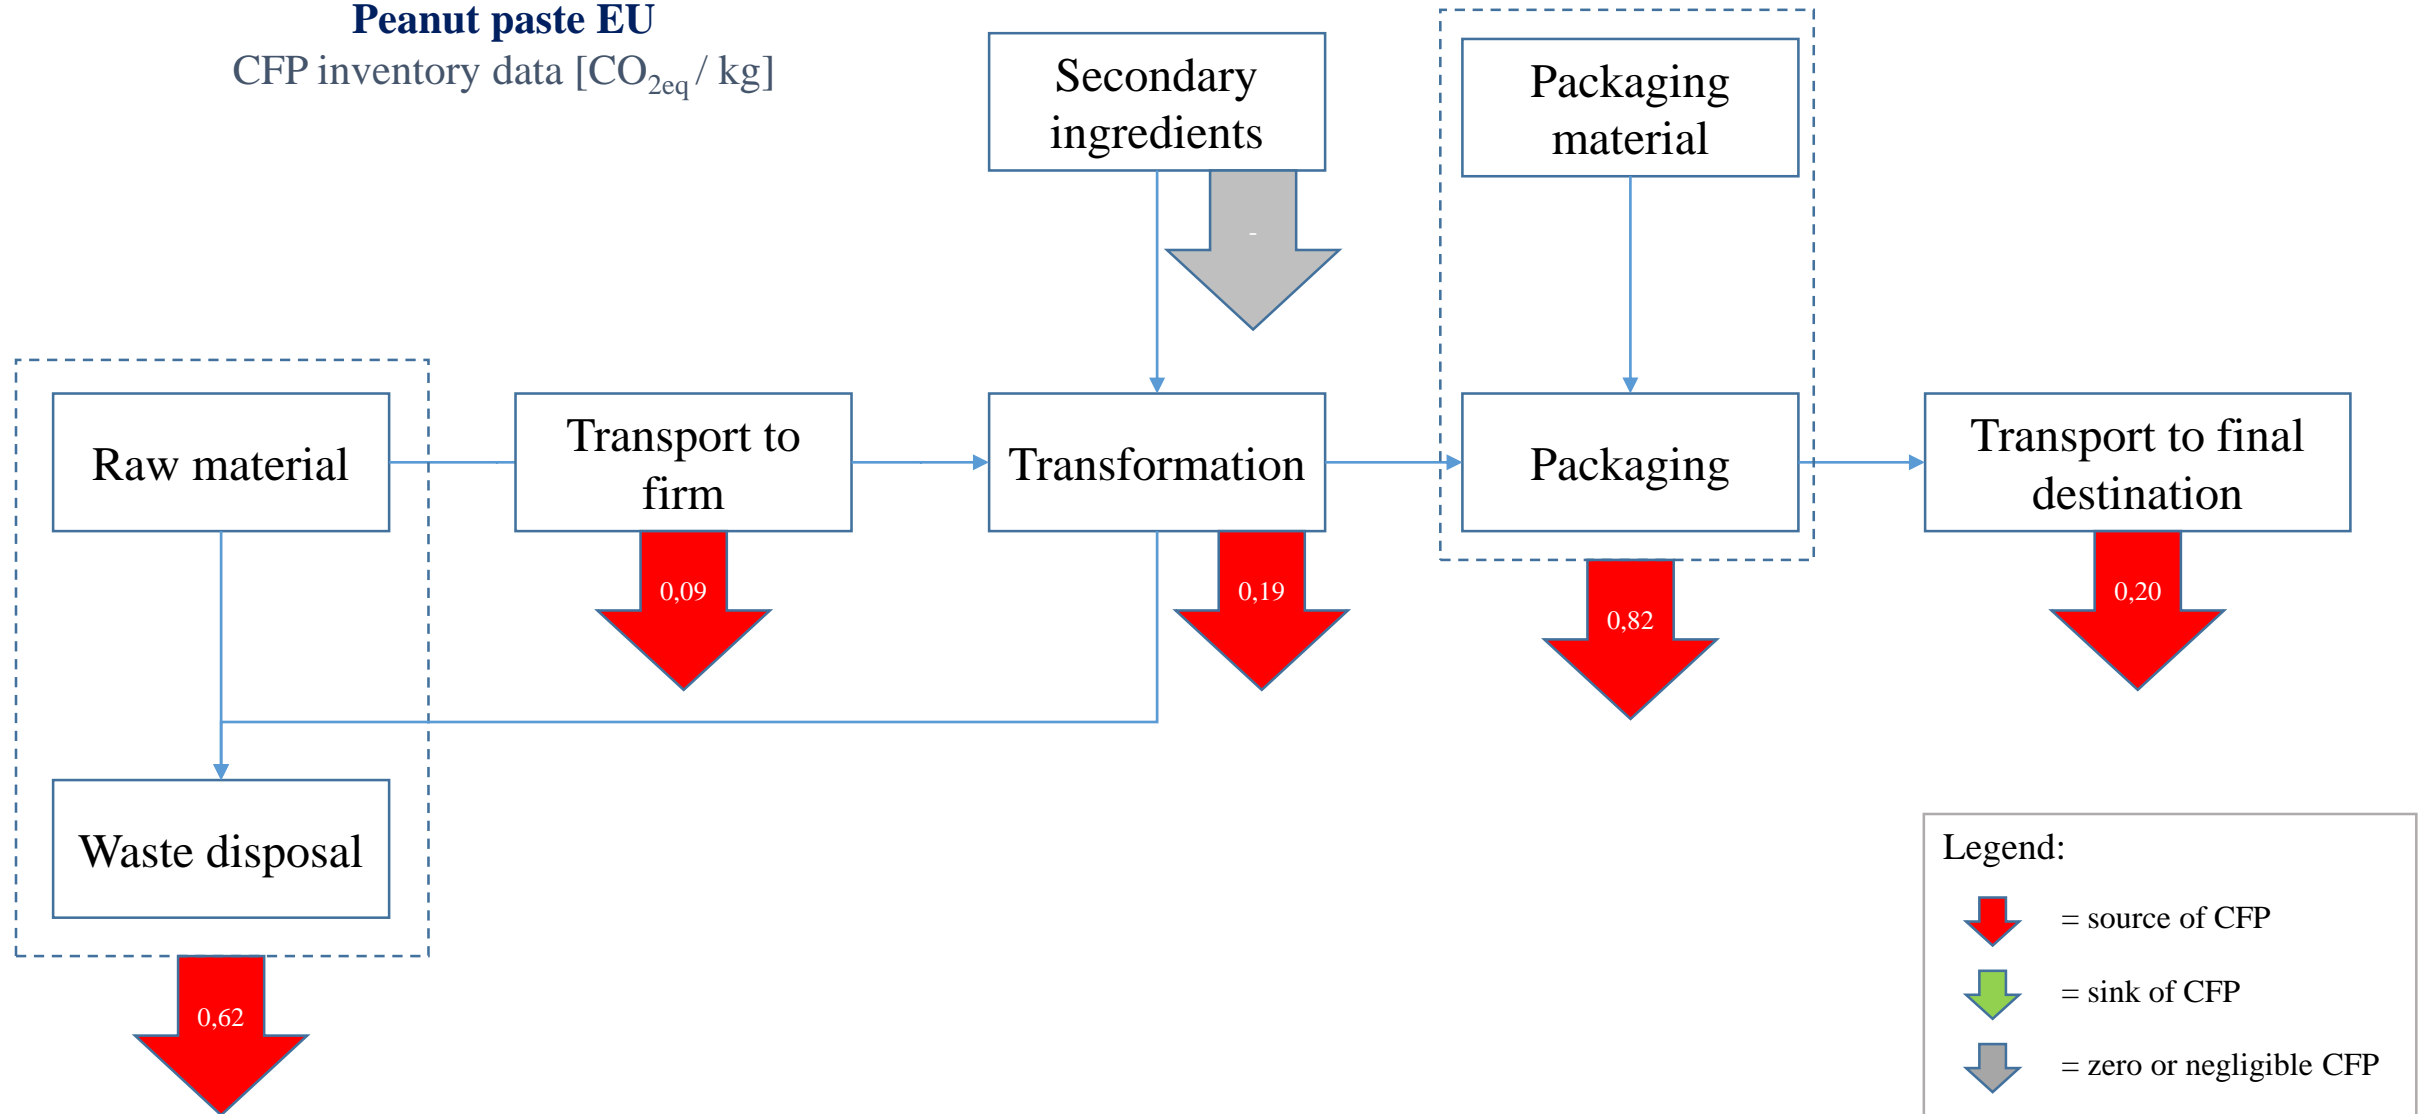 Peanut paste EU
CFP inventory data [CO2eq / kg]
Secondary
ingredients
-
Packaging
material
Raw material
Transport to
firm
Transformation
Packaging
Transport to final
destination
0,09
0,19
0,82
0,20
Waste disposal
0,62
Legend:
= source of CFP
= sink of CFP
= zero or negligible CFP